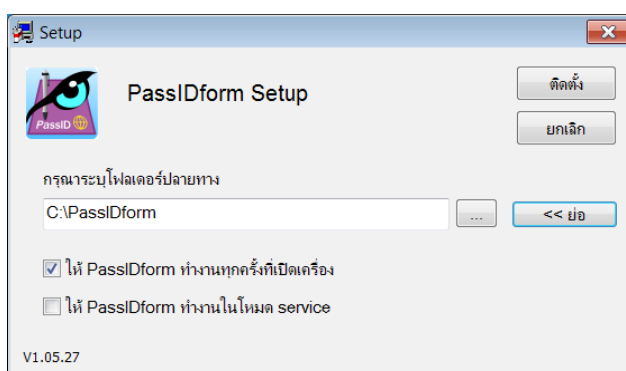 Setup
PassIDform Setup
PassID
ติดตั้ง
ยกเลิก
กรุณาระบุโฟลเดอร์ปลายทาง
C:\PassIDform
...
<< ย่อ
ให้ PassIDform ทำงานทุกครั้งที่เปิดเครื่อง
ให้ PassIDform ทำงานในโหมด service
V1.05.27